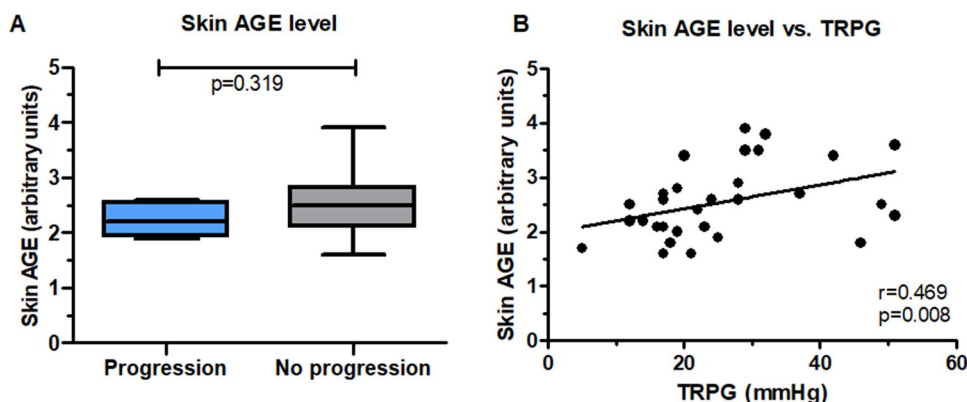 A
Skin AGE level
p=0.319
Skin AGE (arbitrary units)
5
4
3
2
1
0
Progression
No progression
B
Skin AGE level vs. TRPG
Skin AGE (arbitrary units)
5
4
3
2
1
0
r=0.469
p=0.008
0
20
40
60
TRPG (mmHg)